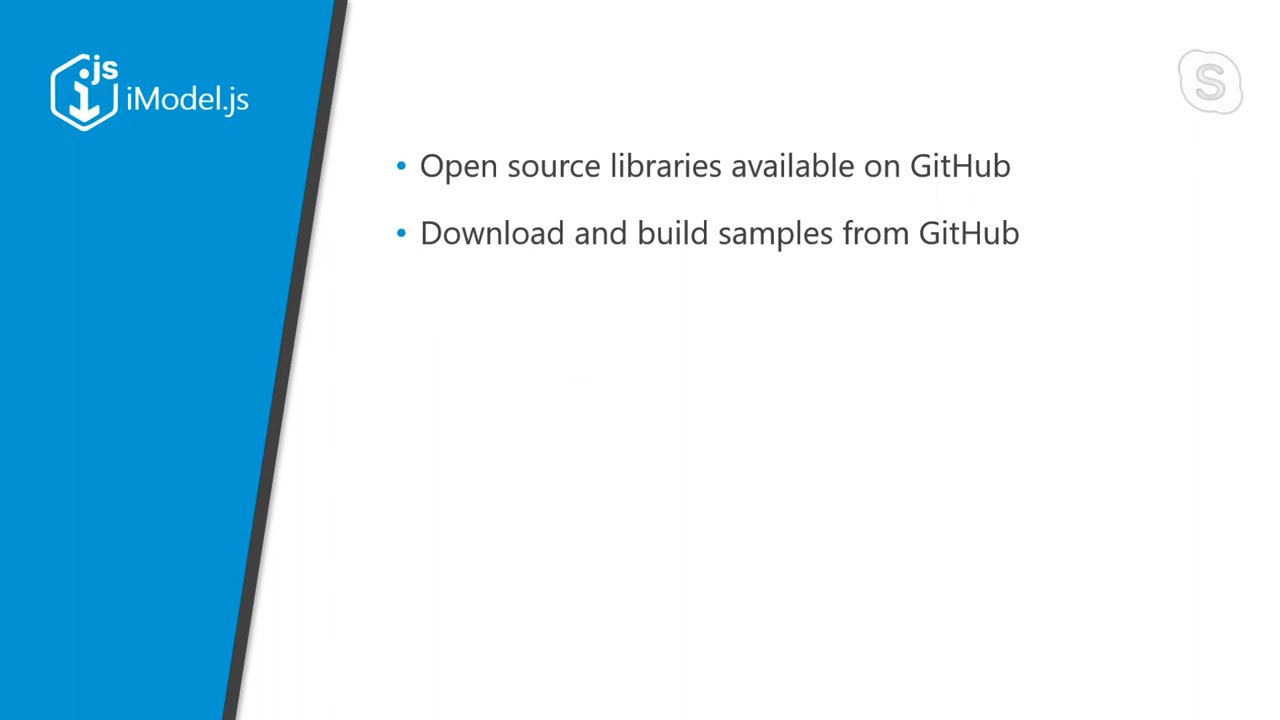 .js
iModel.js
S
• Open source libraries available on GitHub
• Download and build samples from GitHub